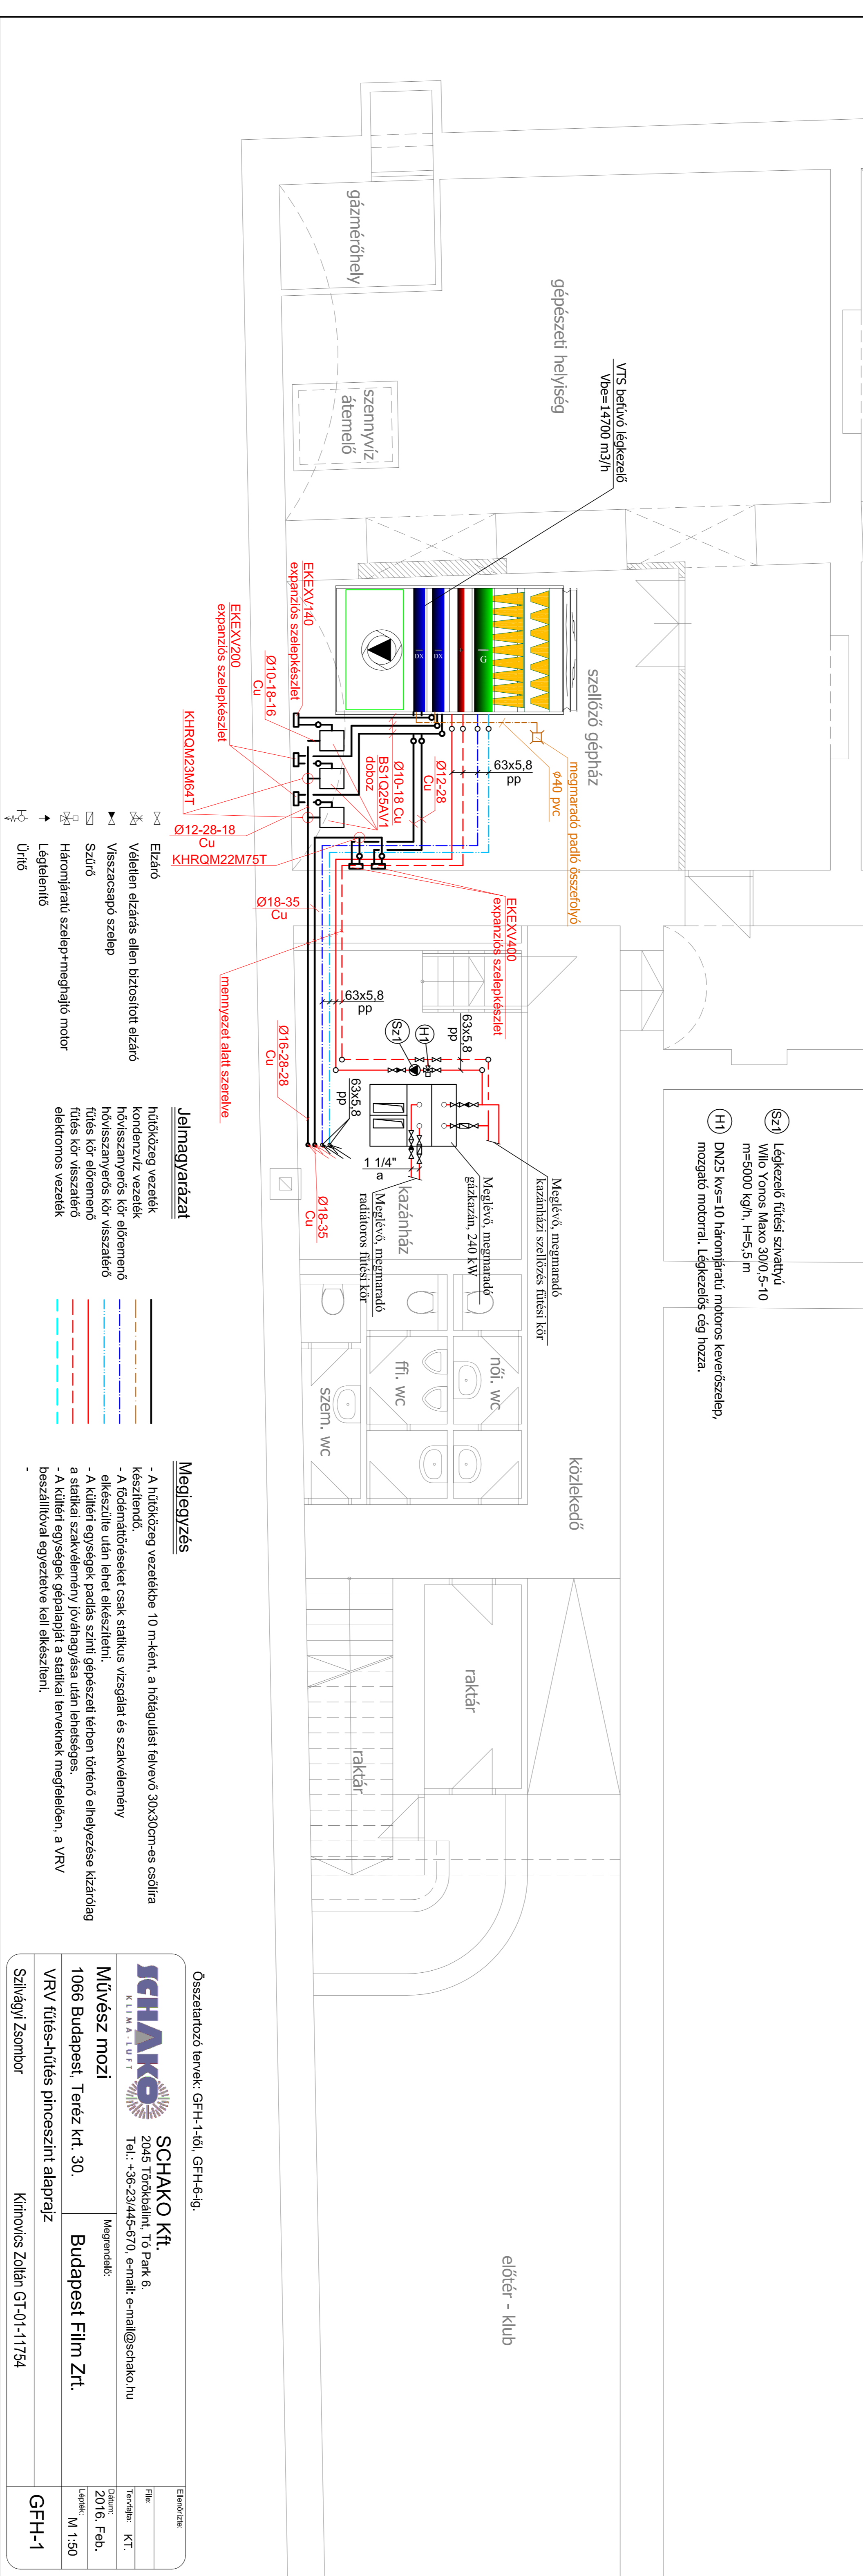 gázmérőhely
gépészeti helyiség
szennyvíz
átemelő
VTS befúvó légkezelő
Vbe=14700 m3/h
szellőző gépház
DX
DX
+
G
EKEXV140
expanziós szelepkészlet
EKEXV200
expanziós szelepkészlet
Ø10-18-16
Cu
KHRQM23M64T
Ø10-18 Cu
BS1Q25AV1
doboz
Ø12-28
Cu
63x5,8
pp
ø40 pvc
megmaradó padló összefolyó
Ø12-28-18
Cu
KHRQM22M75T
Ø18-35
Cu
EKEXV400
expanziós szelepkészlet
mennyezet alatt szerelve
63x5,8
pp
63x5,8
pp
63x5,8
pp
Ø16-28-28
Cu
Ø18-35
Cu
Sz1
H1
1 1/4"
a
kazánház
Meglévő, megmaradó
kazánházi szellőzés fűtési kör
Meglévő, megmaradó
gázkazán, 240 kW
Meglévő, megmaradó
radiátoros fűtési kör
Sz1
Légkezelő fűtési szivattyú
Wilo Yonos Maxo 30/0,5-10
m=5000 kg/h, H=5,5 m
H1
DN25 kvs=10 háromjáratú motoros keverőszelep,
mozgató motorral. Légkezelős cég hozza.
női. wc
ffi. wc
szem. wc
közlekedő
raktár
raktár
előtér - klub
Elzáró
Véletlen elzárás ellen biztosított elzáró
Visszacsapó szelep
Szűrő
Háromjáratú szelep+meghajtó motor
Légtelenítő
Ürítő
Jelmagyarázat
hűtőközeg vezeték
kondenzvíz vezeték
hővisszanyerős kör előremenő
hővisszanyerős kör visszatérő
fűtés kör előremenő
fűtés kör visszatérő
elektromos vezeték
Megjegyzés
- A hűtőközeg vezetékbe 10 m-ként, a hőtágulást felvevő 30x30cm-es csőlíra
készítendő.
- A födémáttöréseket csak statikus vizsgálat és szakvélemény
elkészülte után lehet elkészítetni.
- A kültéri egységek padlás szinti gépészeti térben történő elhelyezése kizárólag
a statikai szakvélemény jóváhagyása után lehetséges.
- A kültéri egységek gépalapját a statikai terveknek megfelelően, a VRV
beszállítóval egyeztetve kell elkészíteni.
-
Összetartozó tervek: GFH-1-től, GFH-6-ig.
SCHAKO
KLIMA-LUFT
SCHAKO Kft.
2045 Törökbálint, Tó Park 6.
Tel.: +36-23/445-670, e-mail: e-mail@schako.hu
Művész mozi
1066 Budapest, Teréz krt. 30.
Megrendelő:
Budapest Film Zrt.
VRV fűtés-hűtés pinceszint alaprajz
Szilvágyi Zsombor
Kirinovics Zoltán GT-01-11754
Ellenőrizte:
File:
Tervfajta: KT.
Dátum:
2016. Feb.
Lépték: M 1:50
GFH-1